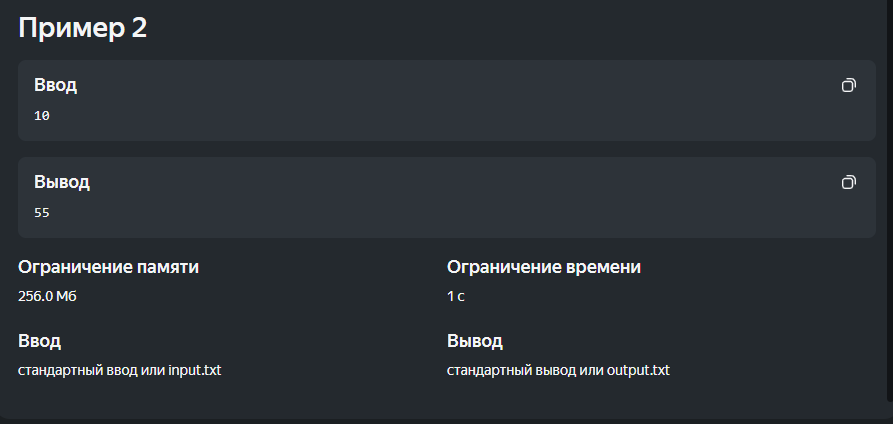 Пример 2
Ввод
10
Вывод
55
Ограничение памяти
256.0 Мб
Ограничение времени
1 с
Ввод
стандартный ввод или input.txt
Вывод
стандартный вывод или output.txt